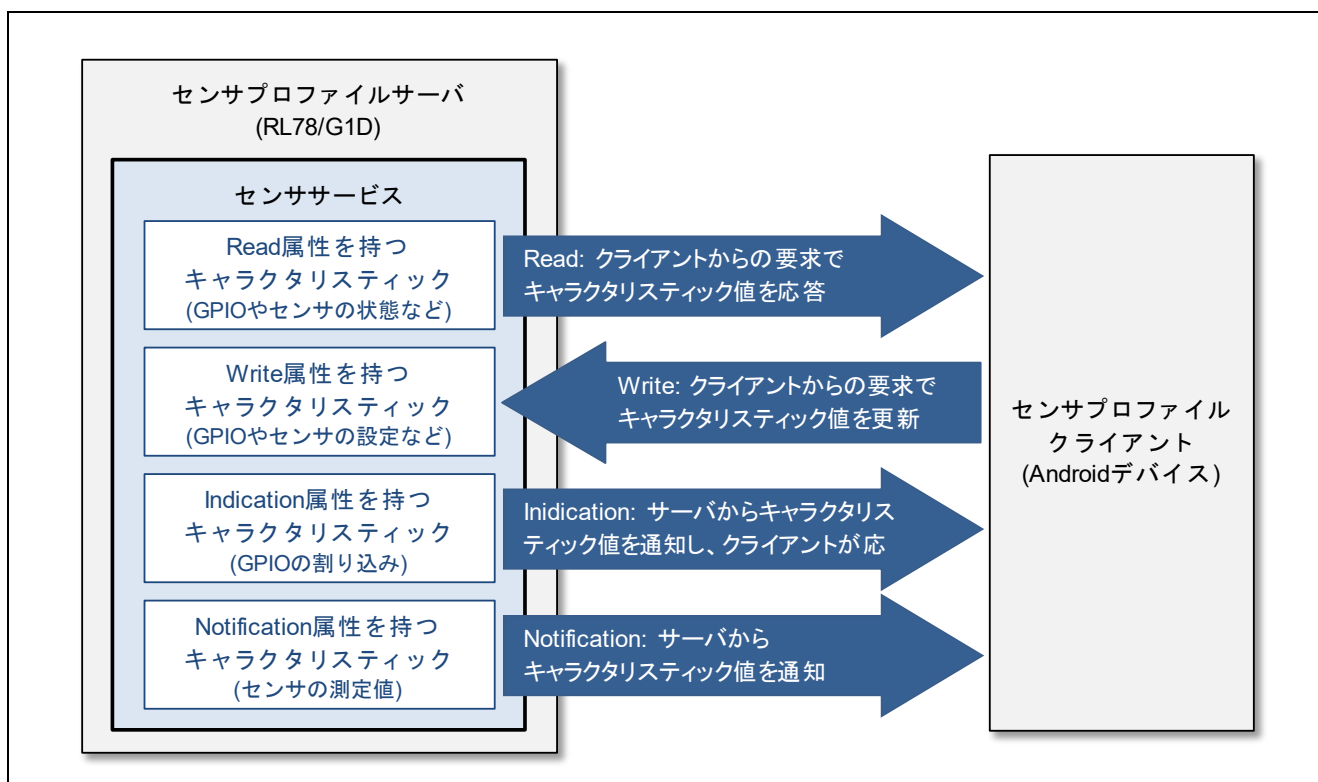 センサプロファイルサーバ
(RL78/G1D)
センササービス
Read属性を持つ
キャラクタリスティック
(GPIOやセンサの状態など)
Read: クライアントからの要求で
キャラクタリスティック値を応答
Write属性を持つ
キャラクタリスティック
(GPIOやセンサの設定など)
Write: クライアントからの要求で
キャラクタリスティック値を更新
Indication属性を持つ
キャラクタリスティック
(GPIOの割り込み)
Inidication: サーバからキャラクタリス
ティック値を通知し、クライアントが応
Notification属性を持つ
キャラクタリスティック
(センサの測定値)
Notification: サーバから
キャラクタリスティック値を通知
センサプロファイル
クライアント
(Androidデバイス)